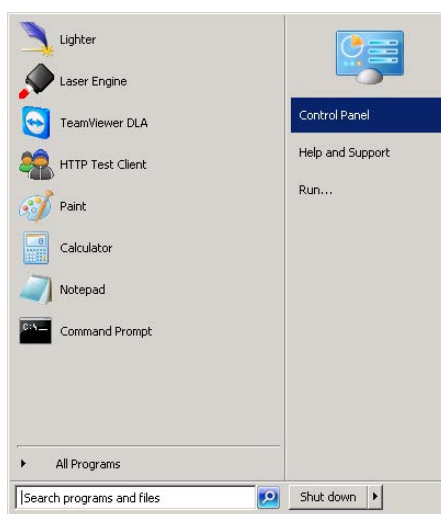 Lighter
Laser Engine
TeamViewer DLA
HTTP Test Client
Paint
Calculator
Notepad
Command Prompt
All Programs
Search programs and files
Control Panel
Help and Support
Run...
Shut down